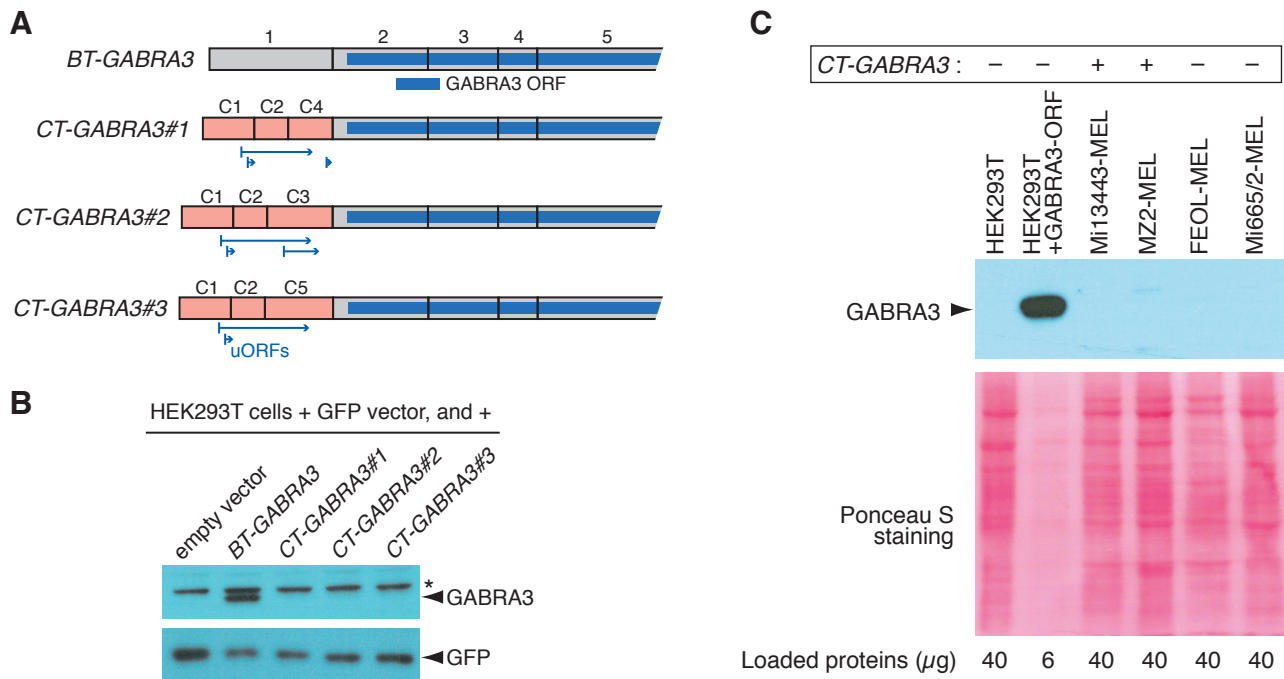 A
1 2 3 4 5
BT-GABRA3
GABRA3 ORF
C1 C2 C4
CT-GABRA3#1
C1 C2 C3
CT-GABRA3#2
C1 C2 C5
CT-GABRA3#3
uORFs
B
HEK293T cells + GFP vector, and +
empty vector
BT-GABRA3
CT-GABRA3#1
CT-GABRA3#2
CT-GABRA3#3
*
GABRA3
GFP
C
CT-GABRA3 : – – + + – –
HEK293T
HEK293T
+GABRA3-ORF
Mi13443-MEL
MZ2-MEL
FEOL-MEL
Mi665/2-MEL
GABRA3
Ponceau S
staining
Loaded proteins (µg) 40 6 40 40 40 40